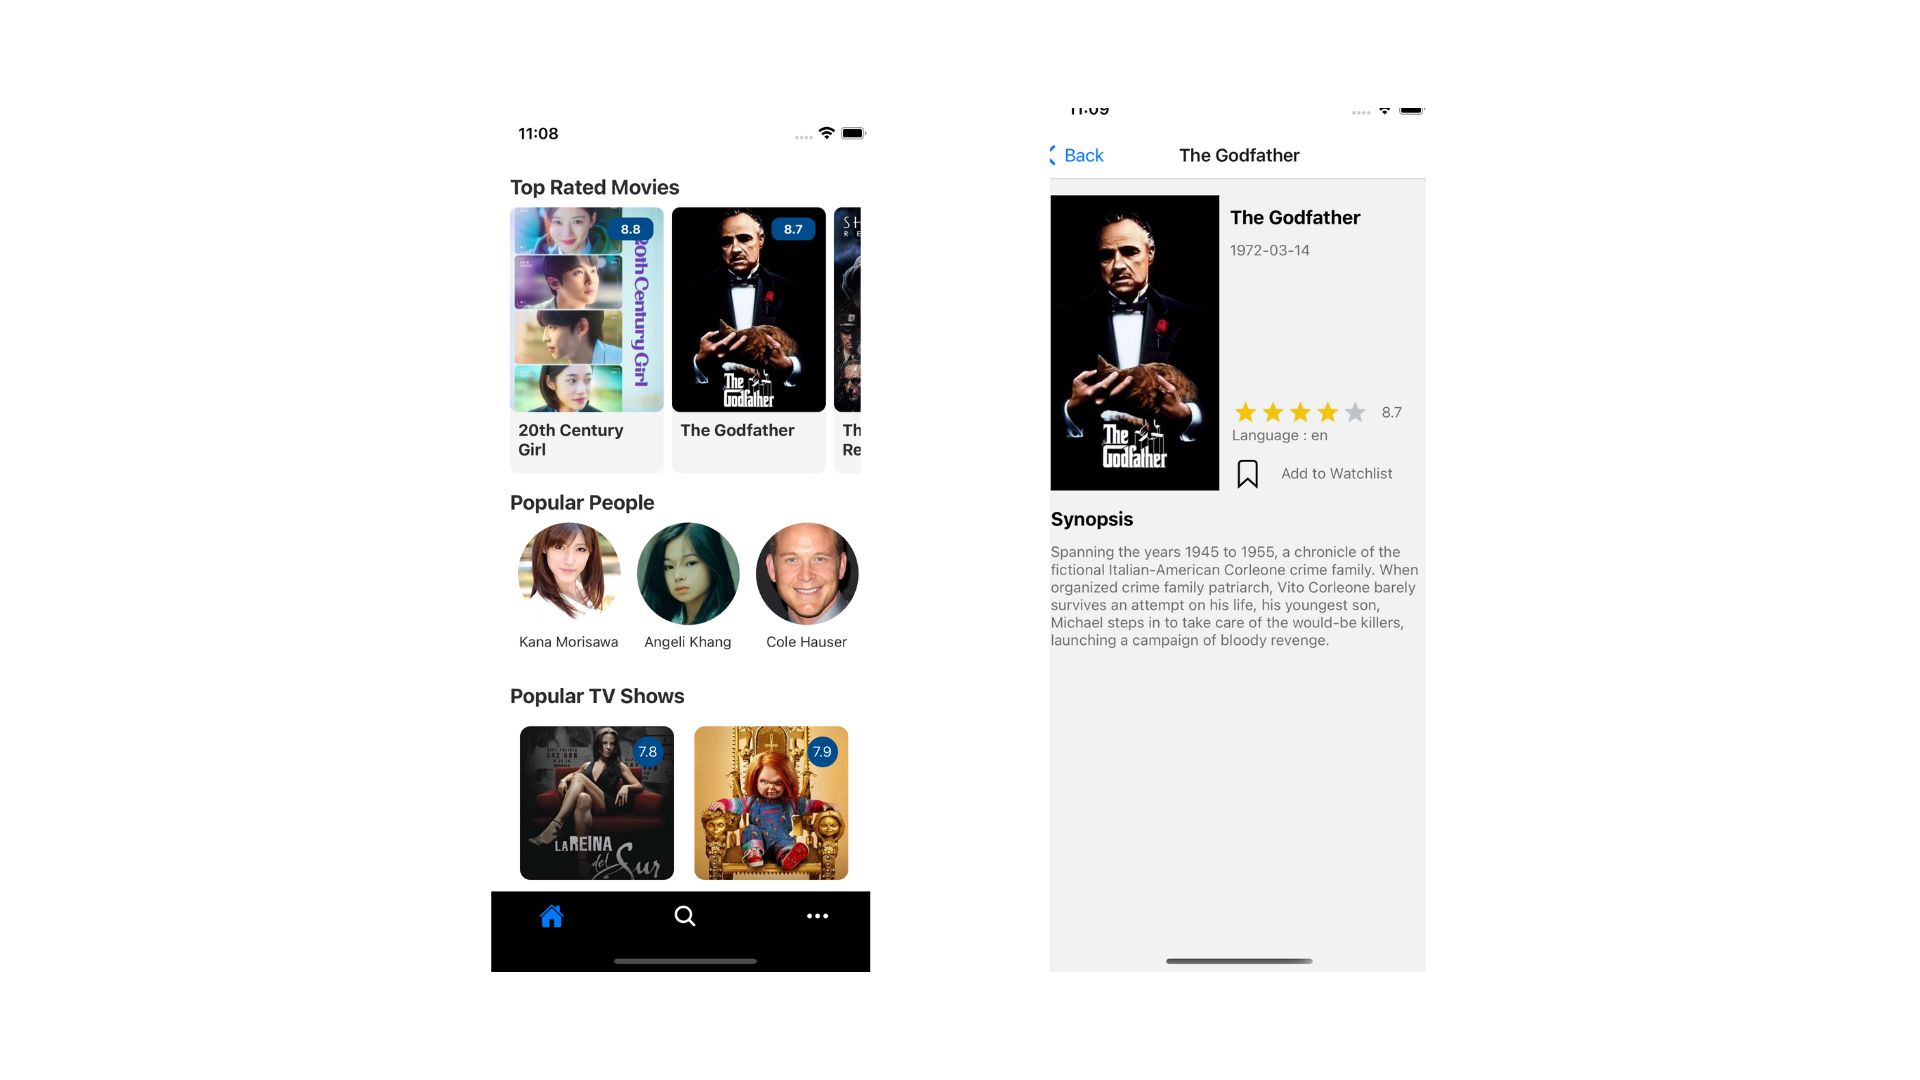 11:08
Top Rated Movies
8.8
20th Century Girl
8.7
The
Godfather
SH
RE
20th Century
Girl
The Godfather
Th
Re
Popular People
Kana Morisawa
Angeli Khang
Cole Hauser
Popular TV Shows
7.8
LA REINA
del Sur
7.9
11:09
Back
The Godfather
The Godfather
1972-03-14
The
Godfather
8.7
Language : en
Add to Watchlist
Synopsis
Spanning the years 1945 to 1955, a chronicle of the
fictional Italian-American Corleone crime family. When
organized crime family patriarch, Vito Corleone barely
survives an attempt on his life, his youngest son,
Michael steps in to take care of the would-be killers,
launching a campaign of bloody revenge.